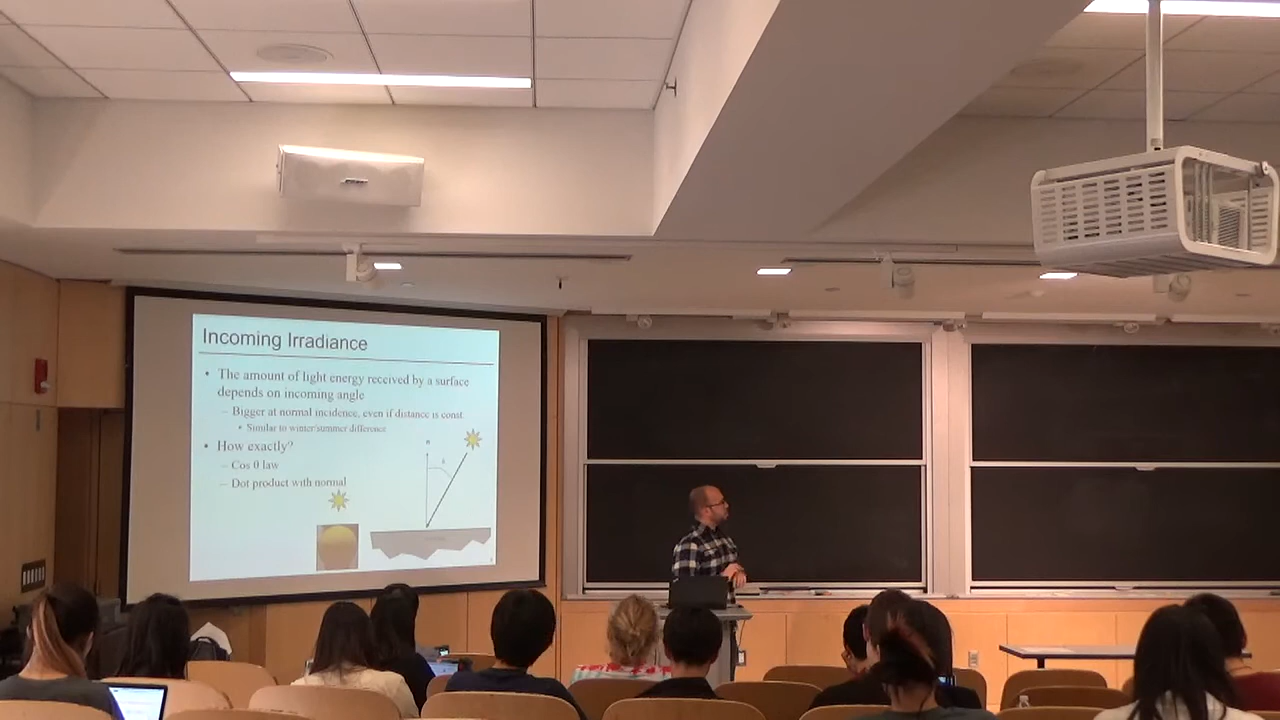 Incoming Irradiance
• The amount of light energy received by a surface
depends on incoming angle
– Bigger at normal incidence, even if distance is const.
• Similar to winter/summer difference
• How exactly?
– Cos θ law
– Dot product with normal
n